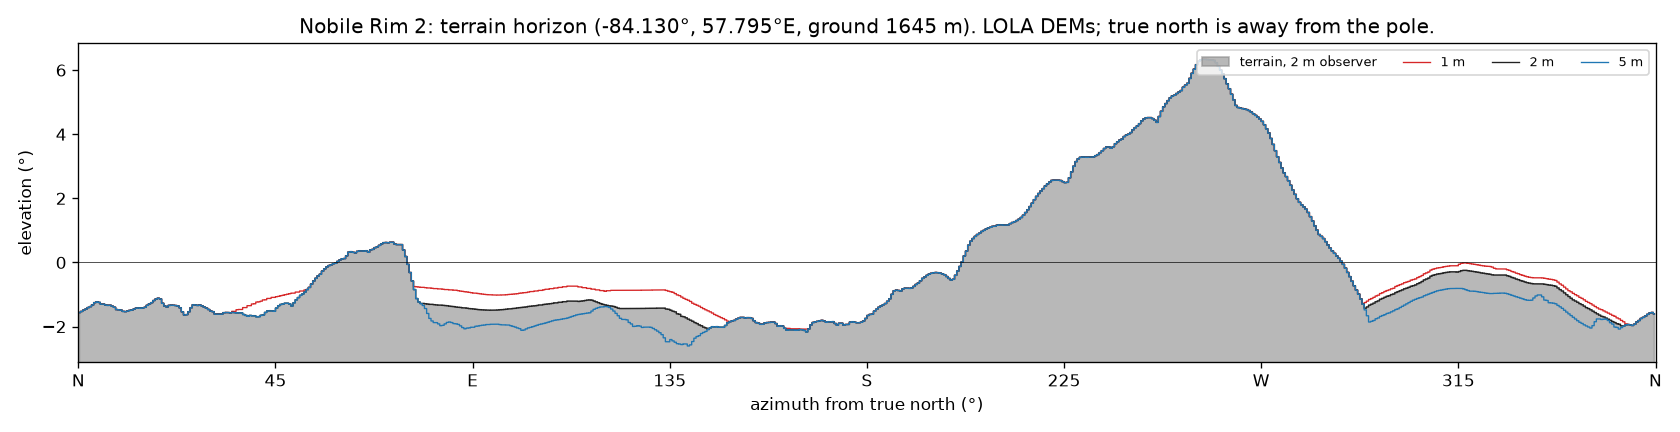 Nobile Rim 2: terrain horizon (-84.130°, 57.795°E, ground 1645 m). LOLA DEMs; true north is away from the pole.
terrain, 2 m observer 1 m 2 m 5 m
elevation (°)
6
4
2
0
−2
N 45 E 135 S 225 W 315 N
azimuth from true north (°)